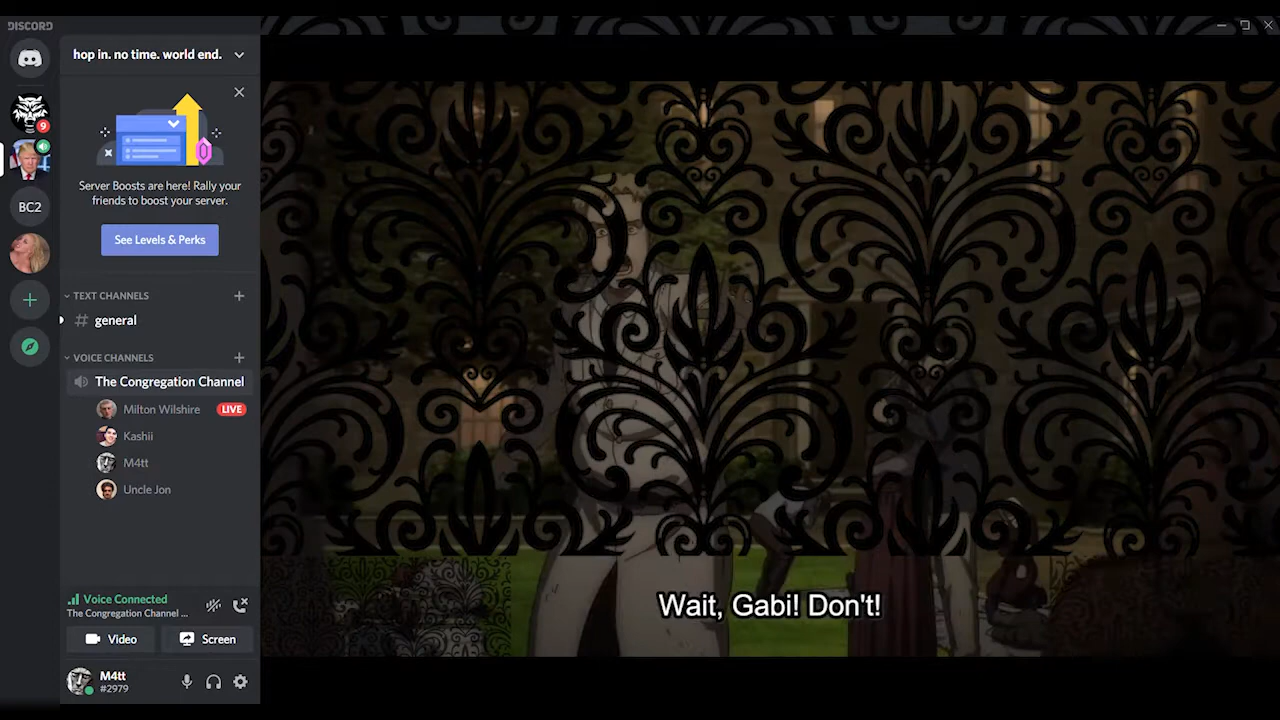 DISCORD
hop in. no time. world end.
9
BC2
Server Boosts are here! Rally your
friends to boost your server.
See Levels & Perks
TEXT CHANNELS
general
VOICE CHANNELS
The Congregation Channel
Milton Wilshire LIVE
Kashii
M4tt
Uncle Jon
Voice Connected
The Congregation Channel ...
Video Screen
M4tt
#2979
Wait, Gabi! Don't!